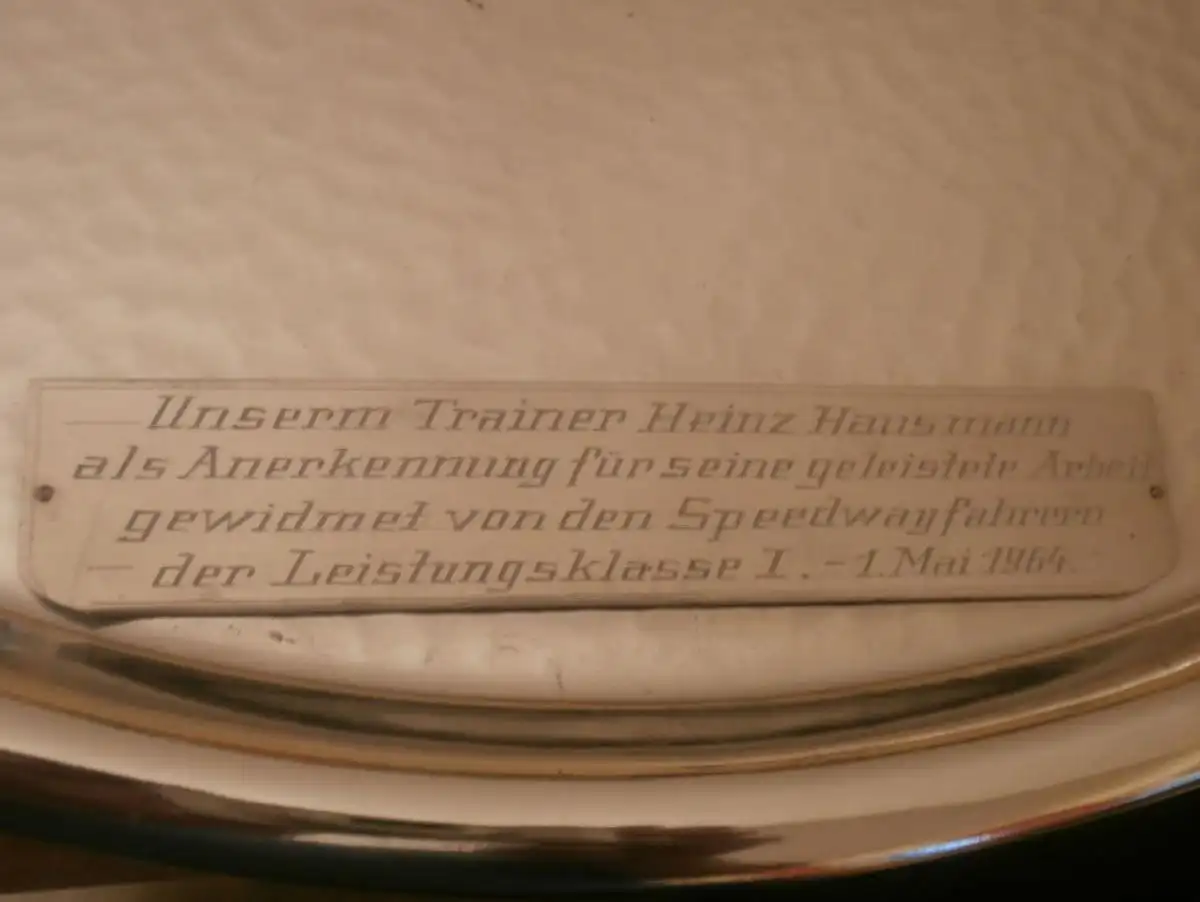 Unserm Trainer Heinz Hausmann
als Anerkennung für seine geleistete Arbeit
gewidmet von den Speedwayfahrern
der Leistungsklasse I. - 1. Mai 1964.